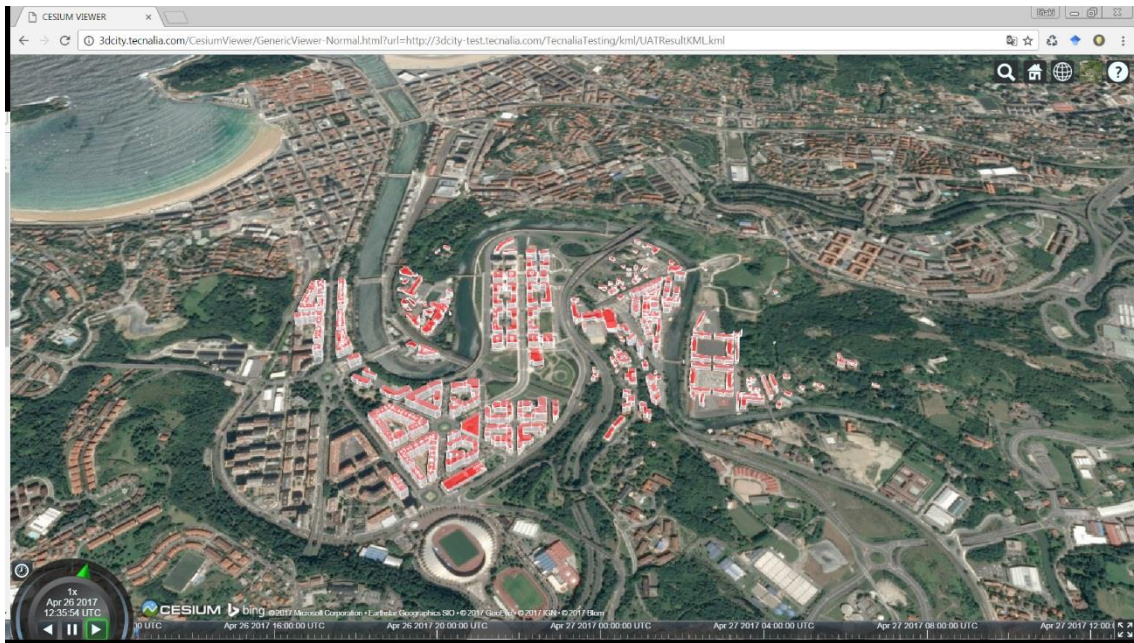 CESIUM VIEWER
3dcity.tecnalia.com/CesiumViewer/GenericViewer-Normal.html?url=http://3dcity-test.tecnalia.com/TecnaliaTesting/kml/UATResultKML.kml
?
1x
Apr 26 2017
12:35:54 UTC
CESIUM bing ©2017 Microsoft Corporation • Earthstar Geographics SIO • © 2017 GeoEye • © 2017 IGN • © 2017 Blom
00 UTC Apr 26 2017 16:00:00 UTC Apr 26 2017 20:00:00 UTC Apr 27 2017 00:00:00 UTC Apr 27 2017 04:00:00 UTC Apr 27 2017 08:00:00 UTC Apr 27 2017 12:00: